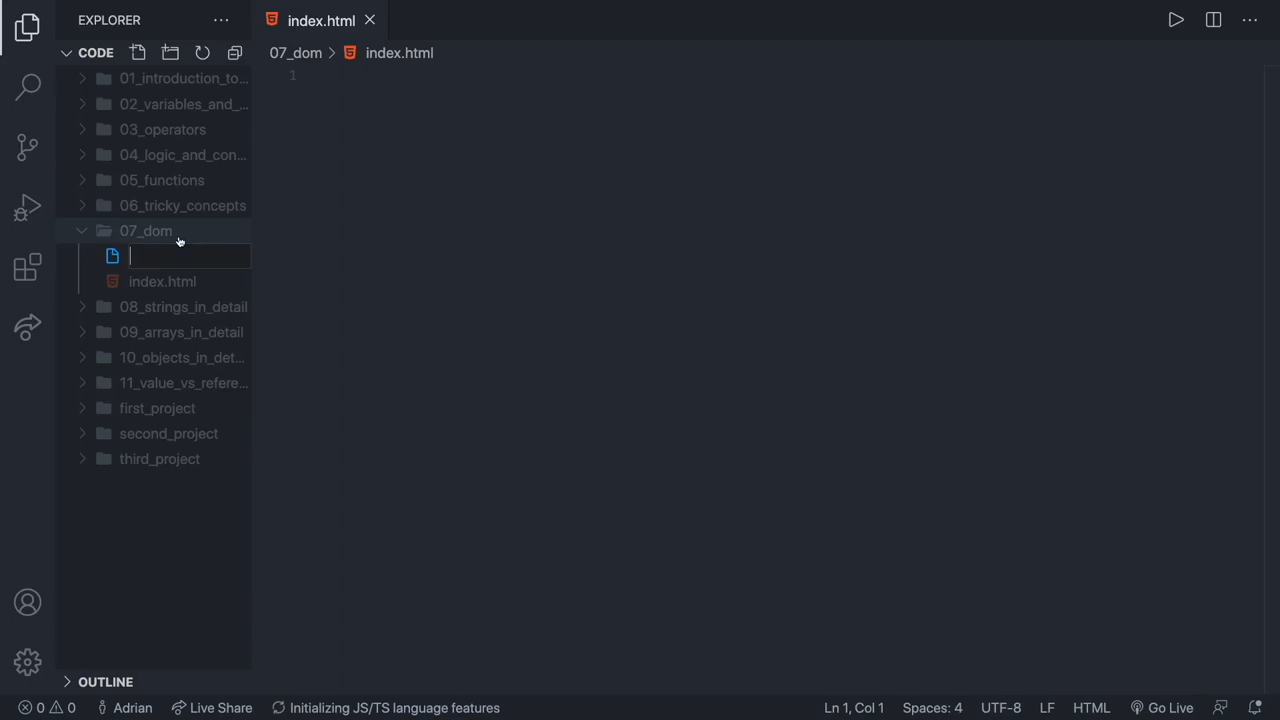 EXPLORER
index.html
CODE
07_dom > index.html
1
01_introduction_to...
02_variables_and_...
03_operators
04_logic_and_con...
05_functions
06_tricky_concepts
07_dom
index.html
08_strings_in_detail
09_arrays_in_detail
10_objects_in_det...
11_value_vs_refere...
first_project
second_project
third_project
OUTLINE
0 0 Adrian Live Share Initializing JS/TS language features Ln 1, Col 1 Spaces: 4 UTF-8 LF HTML Go Live